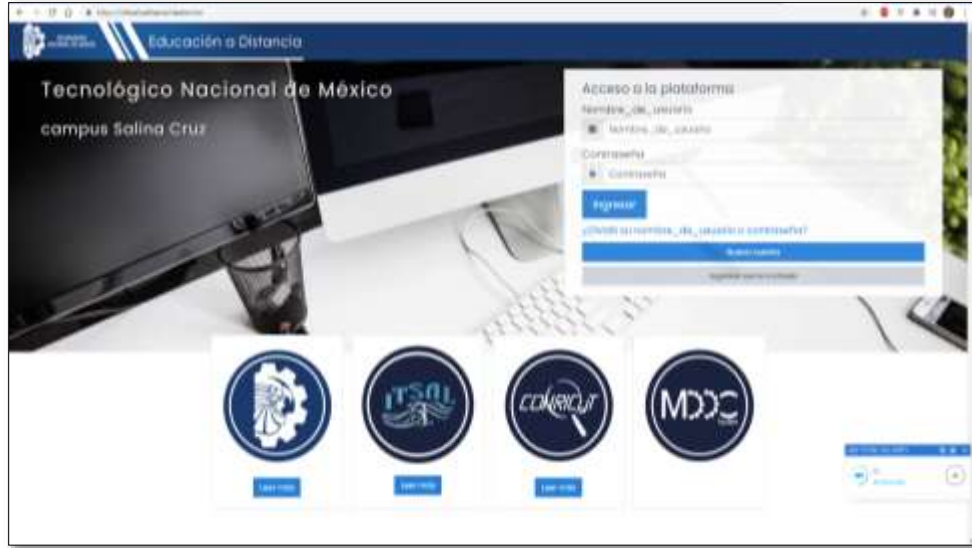 Educación a Distancia
Tecnológico Nacional de México
campus Salina Cruz
Acceso a la plataforma
Nombre_de_usuario
Nombre_de_usuario
Contraseña
Contraseña
Ingresar
¿Olvidó su nombre_de_usuario o contraseña?
Nueva cuenta
ITSAL
CONRICYT
MDDC
Leer más
Leer más
Leer más